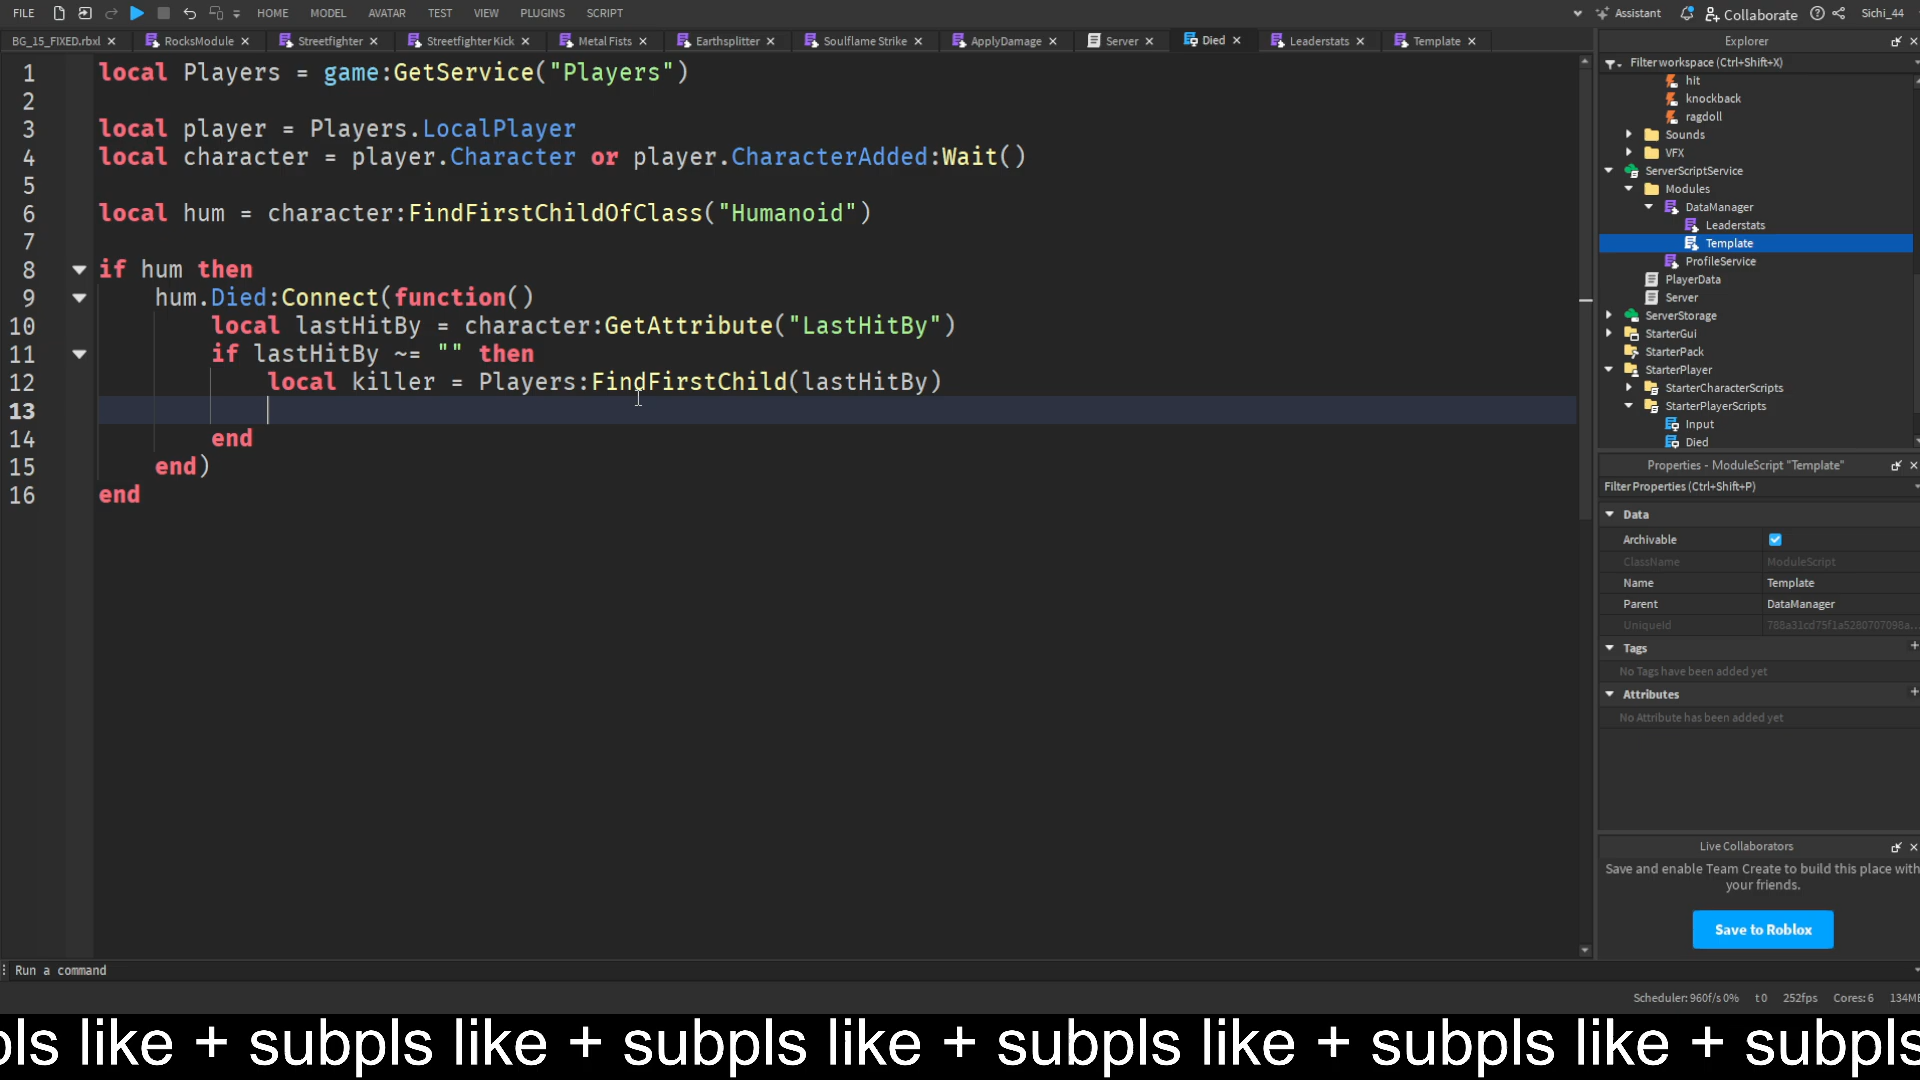 FILE HOME MODEL AVATAR TEST VIEW PLUGINS SCRIPT Assistant Collaborate Sichi_44
BG_15_FIXED.rbxl RocksModule Streetfighter Streetfighter Kick Metal Fists Earthsplitter Soulflame Strike ApplyDamage Server Died Leaderstats Template
1 local Players = game:GetService("Players")
2
3 local player = Players.LocalPlayer
4 local character = player.Character or player.CharacterAdded:Wait()
5
6 local hum = character:FindFirstChildOfClass("Humanoid")
7
8 if hum then
9 hum.Died:Connect(function()
10 local lastHitBy = character:GetAttribute("LastHitBy")
11 if lastHitBy ~= "" then
12 local killer = Players:FindFirstChild(lastHitBy)
13
14 end
15 end)
16 end
Explorer
Filter workspace (Ctrl+Shift+X)
hit
knockback
ragdoll
Sounds
VFX
ServerScriptService
Modules
DataManager
Leaderstats
Template
ProfileService
PlayerData
Server
ServerStorage
StarterGui
StarterPack
StarterPlayer
StarterCharacterScripts
StarterPlayerScripts
Input
Died
Properties - ModuleScript "Template"
Filter Properties (Ctrl+Shift+P)
Data
Archivable
ClassName ModuleScript
Name Template
Parent DataManager
UniqueId 788a31cd75f1a5280707098a...
Tags
No Tags have been added yet
Attributes
No Attribute has been added yet
Live Collaborators
Save and enable Team Create to build this place with
your friends.
Save to Roblox
Run a command
Scheduler: 960f/s 0% t0 252fps Cores: 6 134MB
pls like + subpls like + subpls like + subpls like + subpls like + subpls